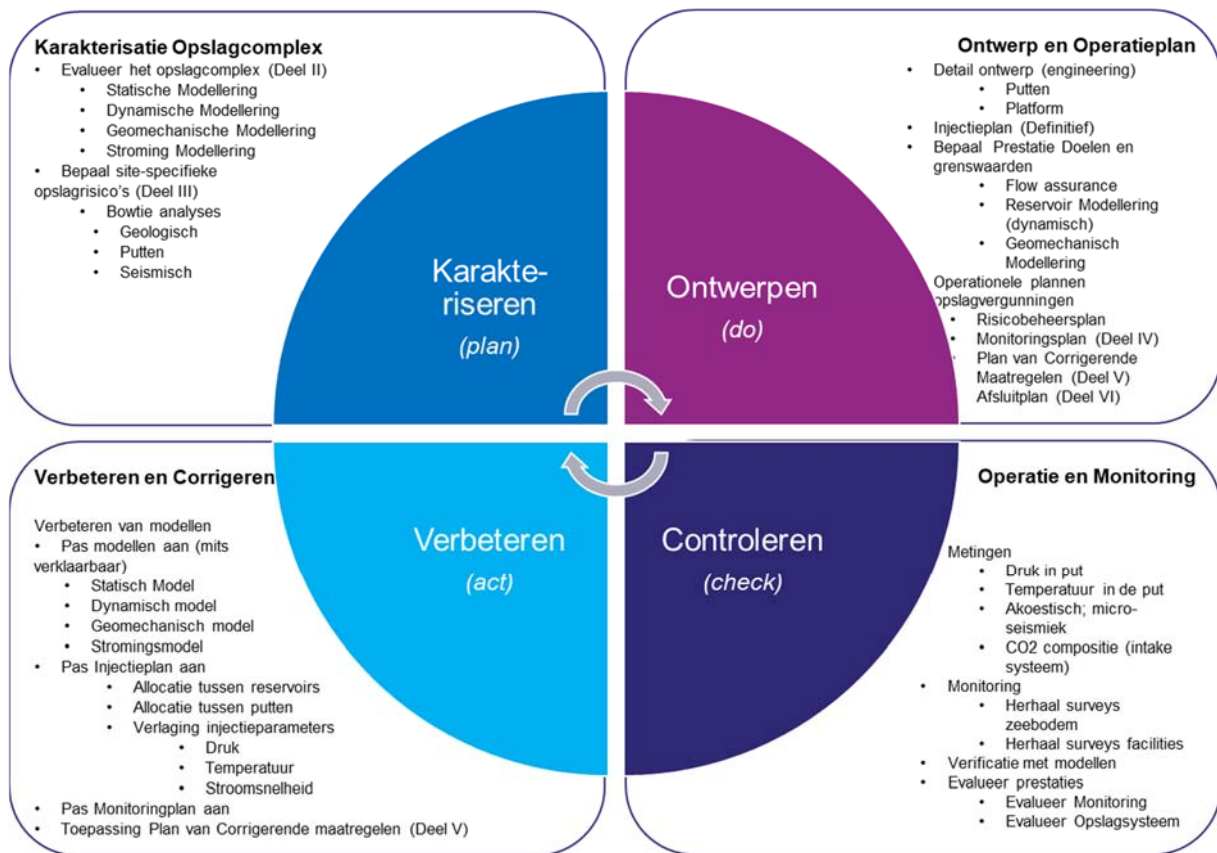 Karakterisatie Opslagcomplex
• Evalueer het opslagcomplex (Deel II)
• Statische Modellering
• Dynamische Modellering
• Geomechanische Modellering
• Stroming Modellering
• Bepaal site-specifieke
opslagrisico's (Deel III)
• Bowtie analyses
• Geologisch
• Putten
• Seismisch
Karakte-
riseren
(plan)
Ontwerp en Operatieplan
• Detail ontwerp (engineering)
• Putten
• Platform
• Injectieplan (Definitief)
• Bepaal Prestatie Doelen en
grenswaarden
• Flow assurance
• Reservoir Modellering
(dynamisch)
• Geomechanisch
Modellering
Operationele plannen
opslagvergunningen
• Risicobeheersplan
• Monitoringsplan (Deel IV)
• Plan van Corrigerende
Maatregelen (Deel V)
Afsluitplan (Deel VI)
Ontwerpen
(do)
Verbeteren en Corrigeren
Verbeteren van modellen
• Pas modellen aan (mits
verklaarbaar)
• Statisch Model
• Dynamisch model
• Geomechanisch model
• Stromingsmodel
• Pas Injectieplan aan
• Allocatie tussen reservoirs
• Allocatie tussen putten
• Verlaging injectieparameters
• Druk
• Temperatuur
• Stroomsnelheid
• Pas Monitoringplan aan
• Toepassing Plan van Corrigerende maatregelen (Deel V)
Verbeteren
(act)
Controleren
(check)
Operatie en Monitoring
Metingen
• Druk in put
• Temperatuur in de put
• Akoestisch; micro-
seismiek
• CO2 compositie (intake
systeem)
• Monitoring
• Herhaal surveys
zeebodem
• Herhaal surveys facilities
• Verificatie met modellen
• Evalueer prestaties
• Evalueer Monitoring
• Evalueer Opslagsysteem